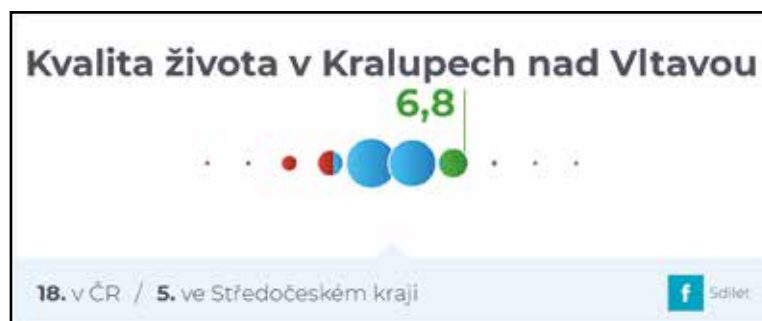 Kvalita života v Kralupech nad Vltavou
6,8
18. v ČR / 5. ve Středočeském kraji
f Sdílet